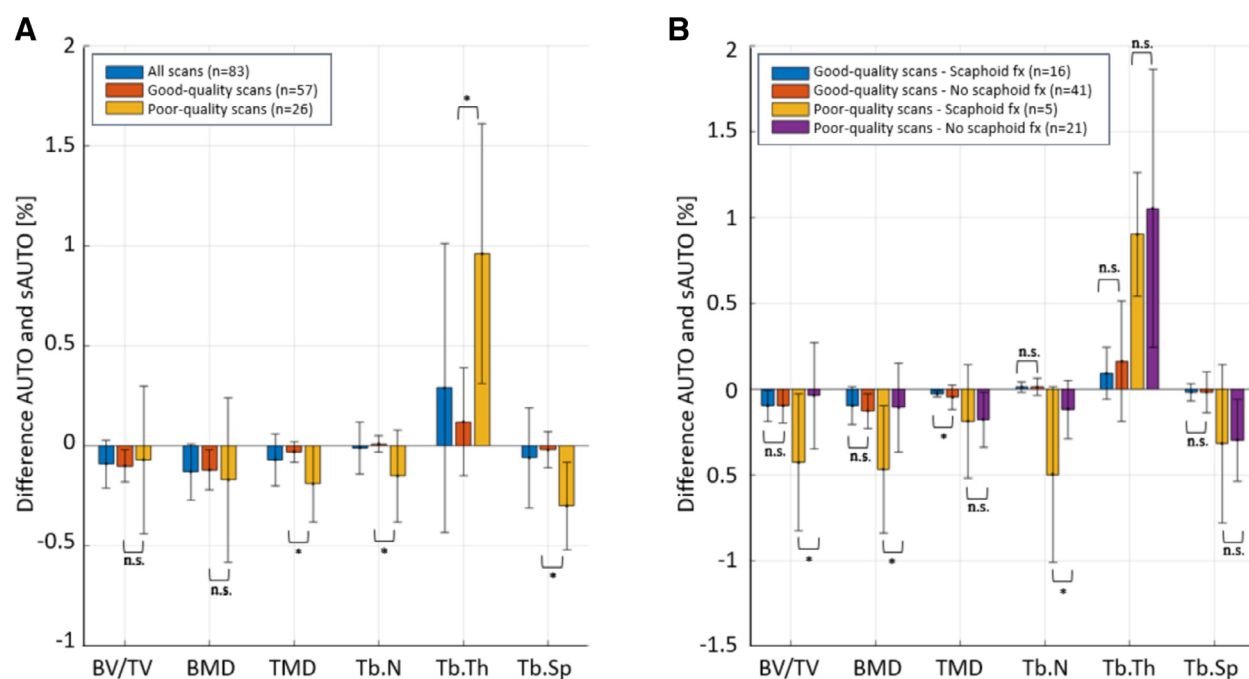 A
Difference AUTO and sAUTO [%]
2
1.5
1
0.5
0
-0.5
-1
All scans (n=83)
Good-quality scans (n=57)
Poor-quality scans (n=26)
*
n.s.
n.s.
*
*
*
BV/TV BMD TMD Tb.N Tb.Th Tb.Sp
B
Difference AUTO and sAUTO [%]
2
1.5
1
0.5
0
0.5
-1
-1.5
Good-quality scans - Scaphoid fx (n=16)
Good-quality scans - No scaphoid fx (n=41)
Poor-quality scans - Scaphoid fx (n=5)
Poor-quality scans - No scaphoid fx (n=21)
n.s.
n.s.
n.s.
n.s.
n.s.
*
n.s.
n.s.
n.s.
*
*
*
BV/TV BMD TMD Tb.N Tb.Th Tb.Sp